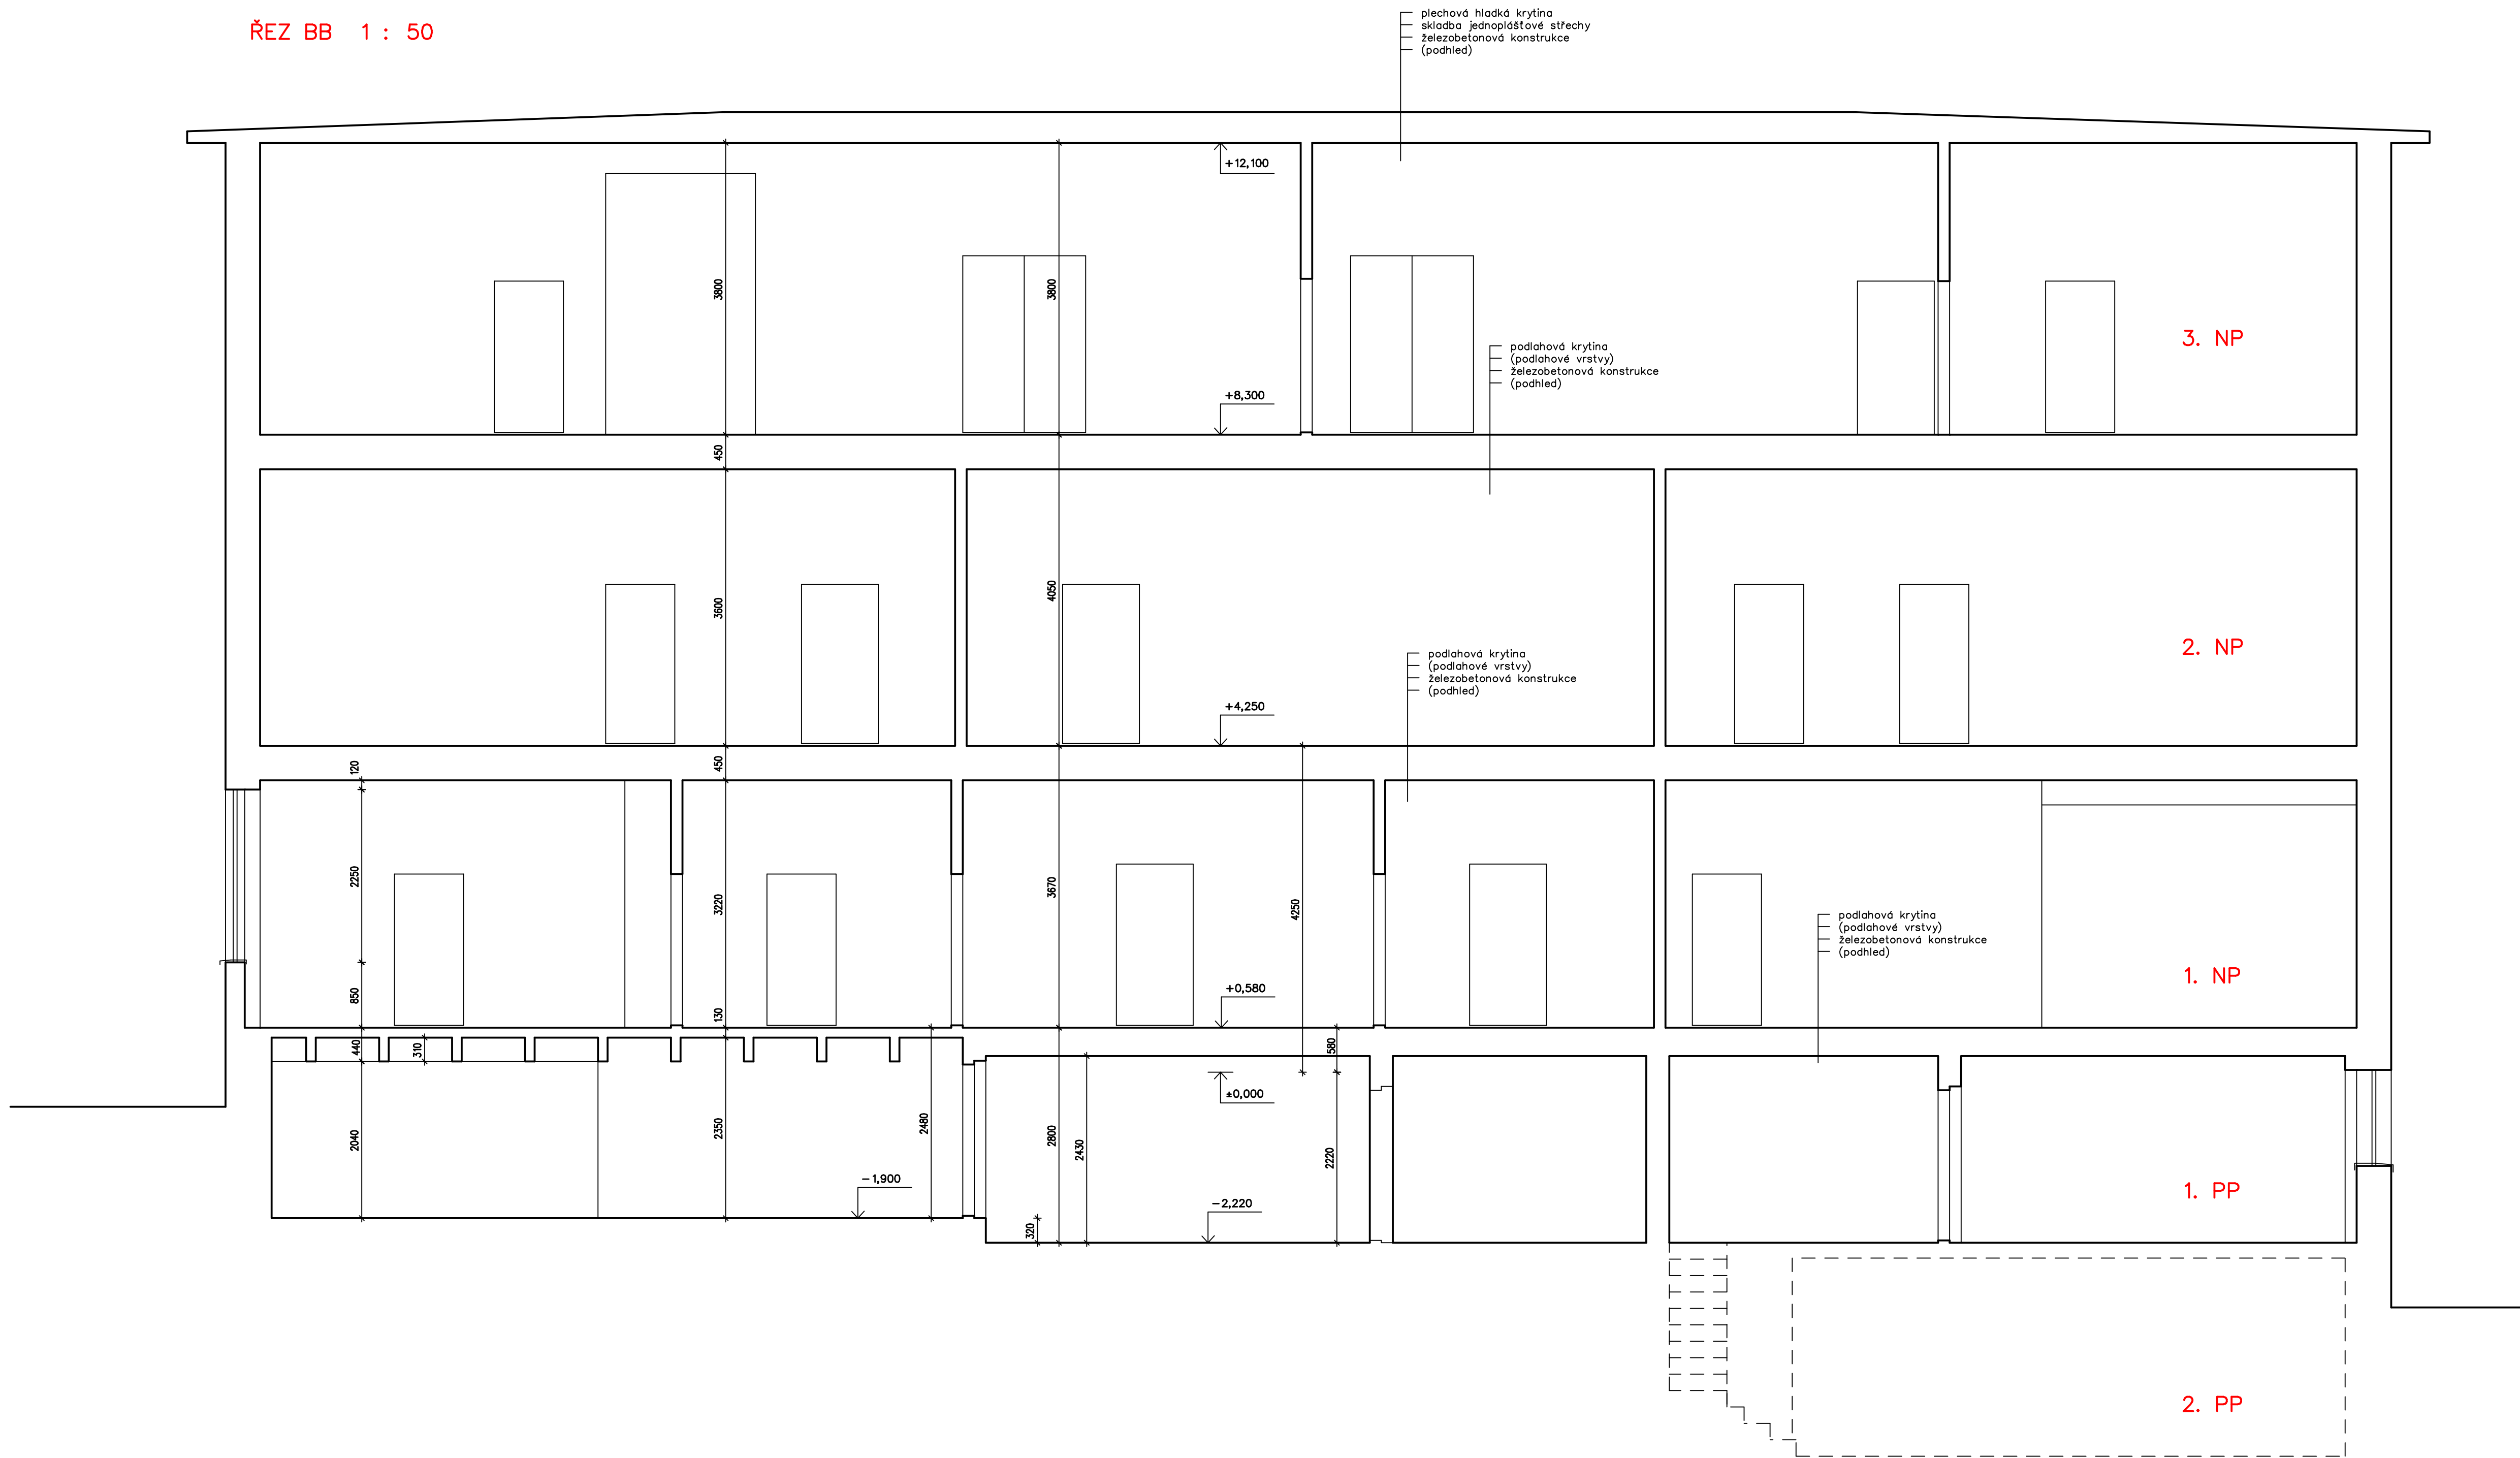 ŘEZ BB 1 : 50
plechová hladká krytina
skladba jednoplášťové střechy
železobetonová konstrukce
(podhled)
+12,100
3800
3800
3. NP
podlahová krytina
(podlahové vrstvy)
železobetonová konstrukce
(podhled)
+8,300
450
3600
4050
2. NP
podlahová krytina
(podlahové vrstvy)
železobetonová konstrukce
(podhled)
+4,250
120
450
2250
3220
3670
4250
podlahová krytina
(podlahové vrstvy)
železobetonová konstrukce
(podhled)
1. NP
+0,580
850
130
440
310
580
±0,000
2040
2350
2480
2800
2430
2220
-1,900
-2,220
320
1. PP
2. PP